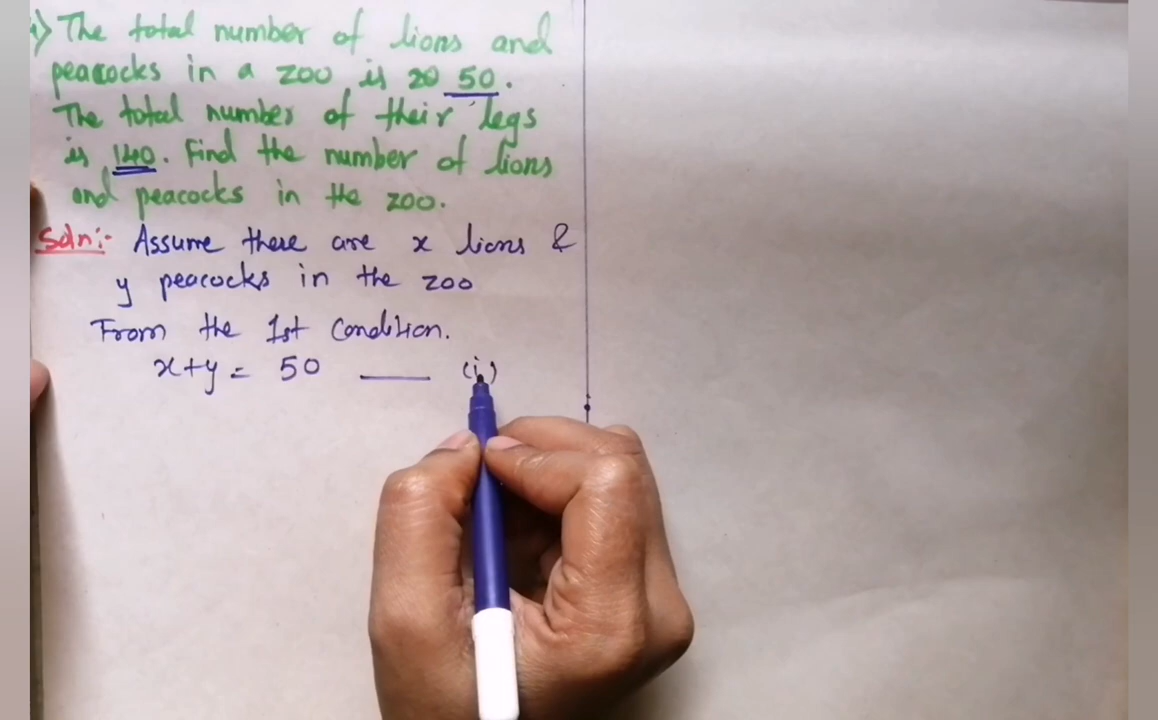 The total number of lions and
peacocks in a zoo is 20 50.
The total number of their legs
is 140. Find the number of lions
and peacocks in the zoo.
Soln:- Assume there are x lions &
y peacocks in the zoo
From the 1st Condition.
x+y = 50 —— (i)